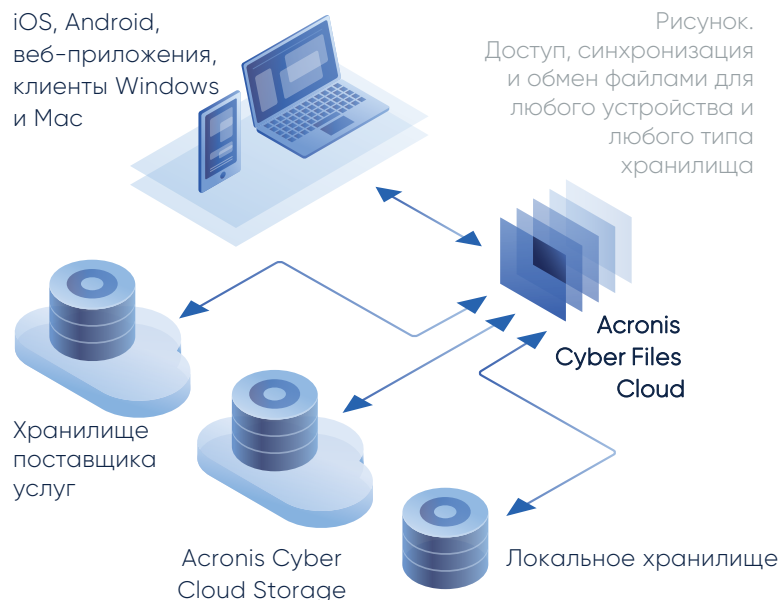 iOS, Android,
веб-приложения,
клиенты Windows
и Mac
Рисунок.
Доступ, синхронизация
и обмен файлами для
любого устройства и
любого типа
хранилища
Acronis
Cyber Files
Cloud
Хранилище
поставщика
услуг
Acronis Cyber
Cloud Storage
Локальное хранилище